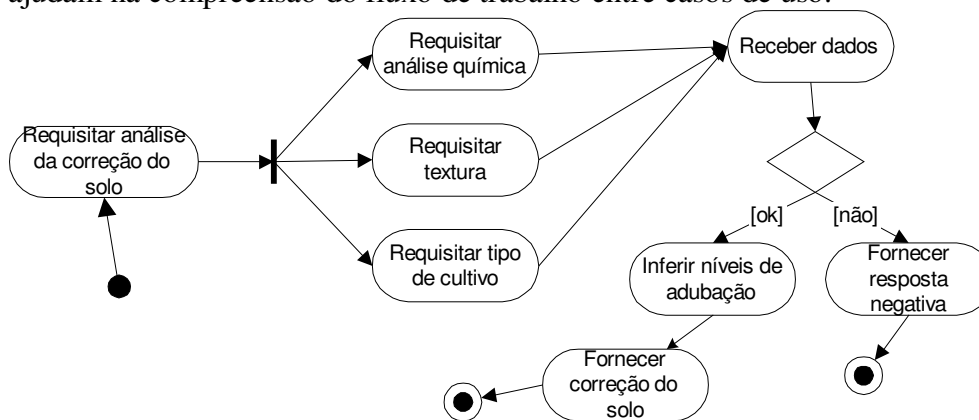 ajudam na compreensão do fluxo de trabalho entre casos de uso.
Requisitar
análise química
Receber dados
Requisitar análise
da correção do
solo
Requisitar
textura
[ok]
[não]
Requisitar tipo
de cultivo
Inferir níveis de
adubação
Fornecer
resposta
negativa
Fornecer
correção do
solo